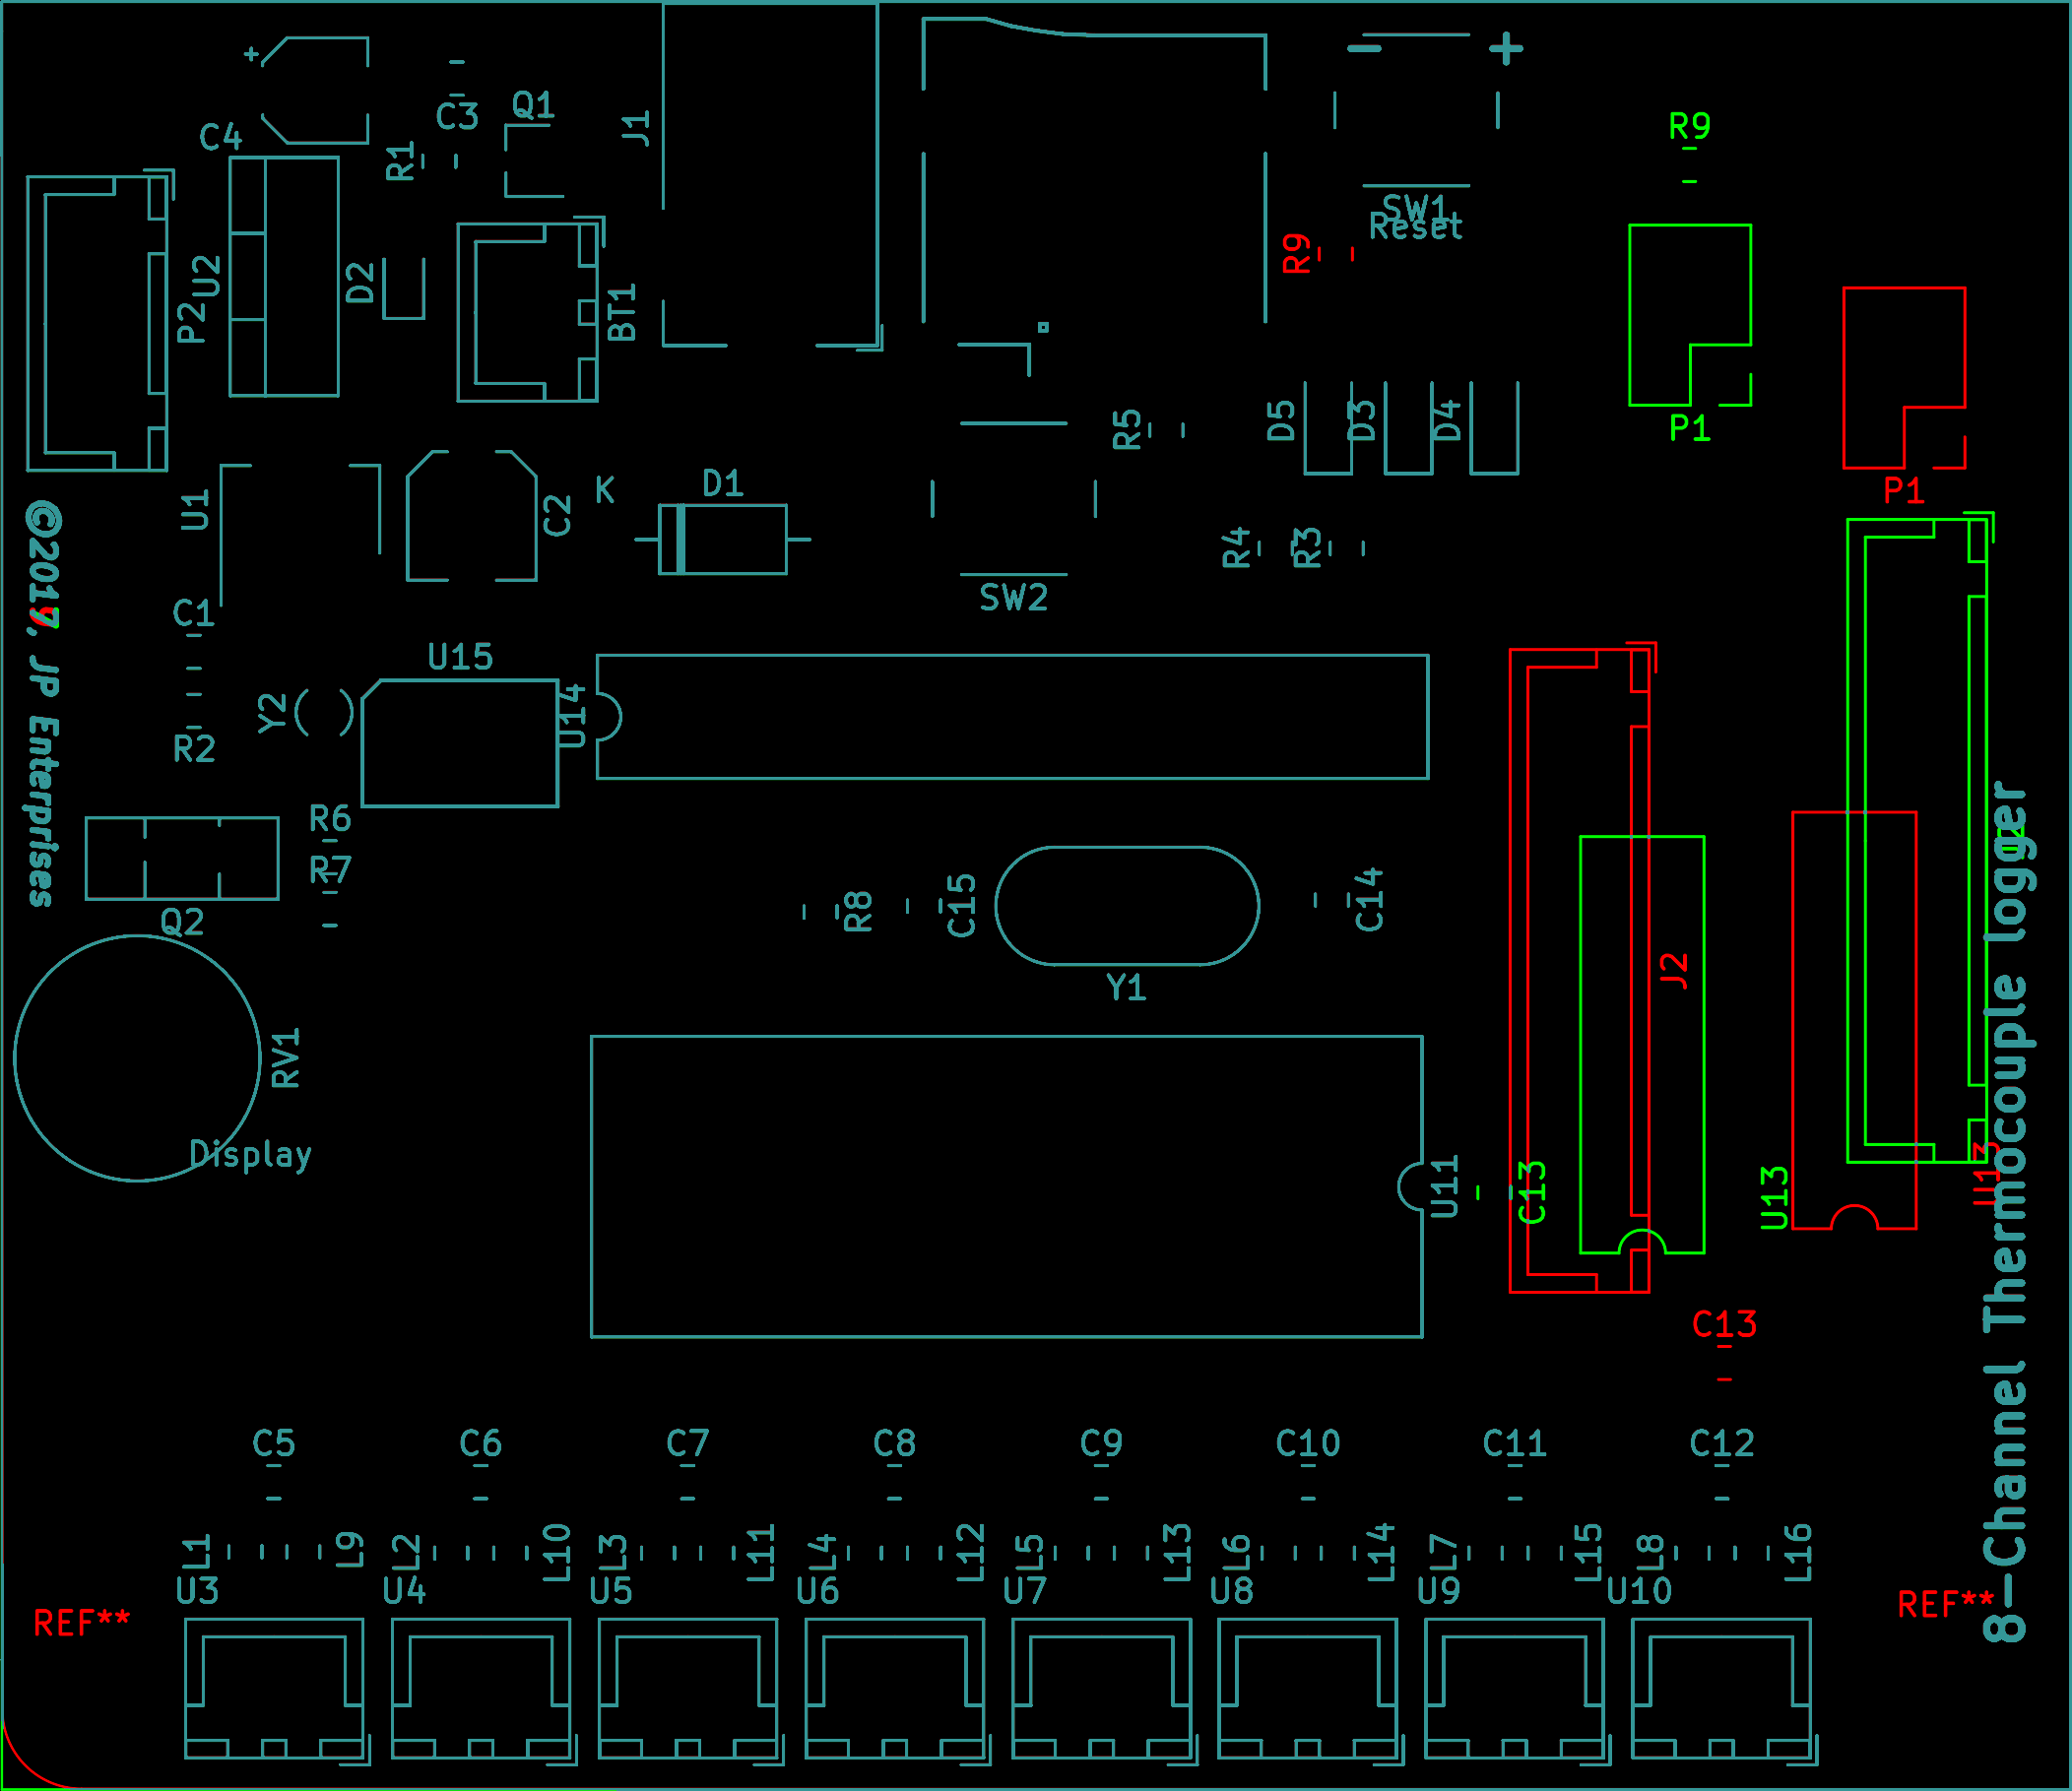 +
C4
C3
Q1
J1
R1
− +
SW1
Reset
R9
R9
P2
U2
D2
BT1
P1
P1
R5
D5
D3
D4
U1
C2
K
D1
R4
R3
SW2
C1
R2
Y2
U15
U14
©2017, JP Enterprises
R6
R7
Q2
R8
C15
Y1
C14
J2
RV1
Display
U11
C13
U13
U13
C13
8-Channel Thermocouple logger
C5
C6
C7
C8
C9
C10
C11
C12
L1
L9
L2
L10
L3
L11
L4
L12
L5
L13
L6
L14
L7
L15
L8
L16
U3
U4
U5
U6
U7
U8
U9
U10
REF**
REF**